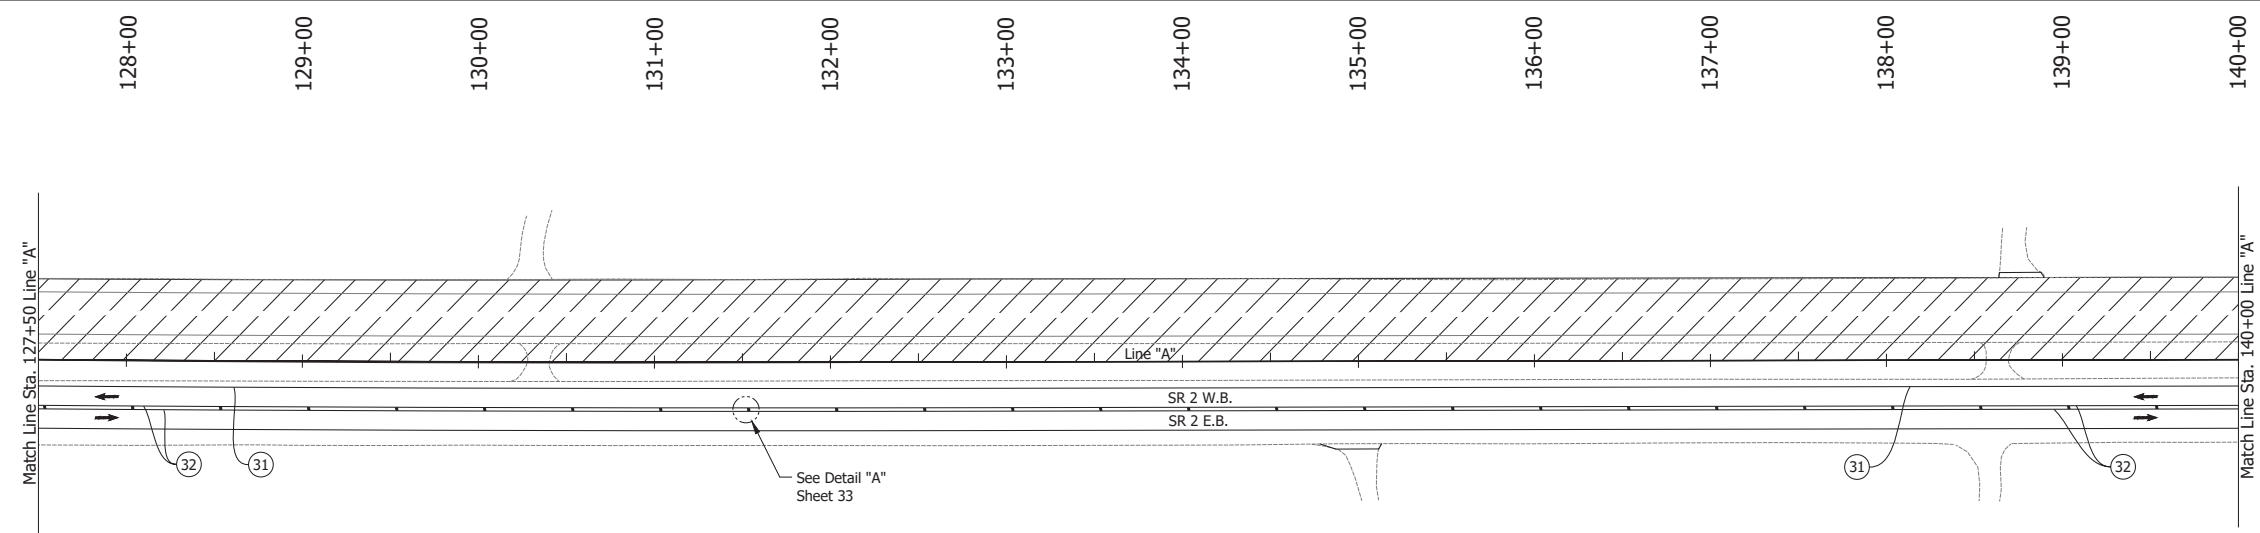 128+00
129+00
130+00
131+00
132+00
133+00
134+00
135+00
136+00
137+00
138+00
139+00
140+00
Match Line Sta. 127+50 Line "A"
Line "A"
SR 2 W.B.
SR 2 E.B.
32
31
See Detail "A"
Sheet 33
31
32
Match Line Sta. 140+00 Line "A"